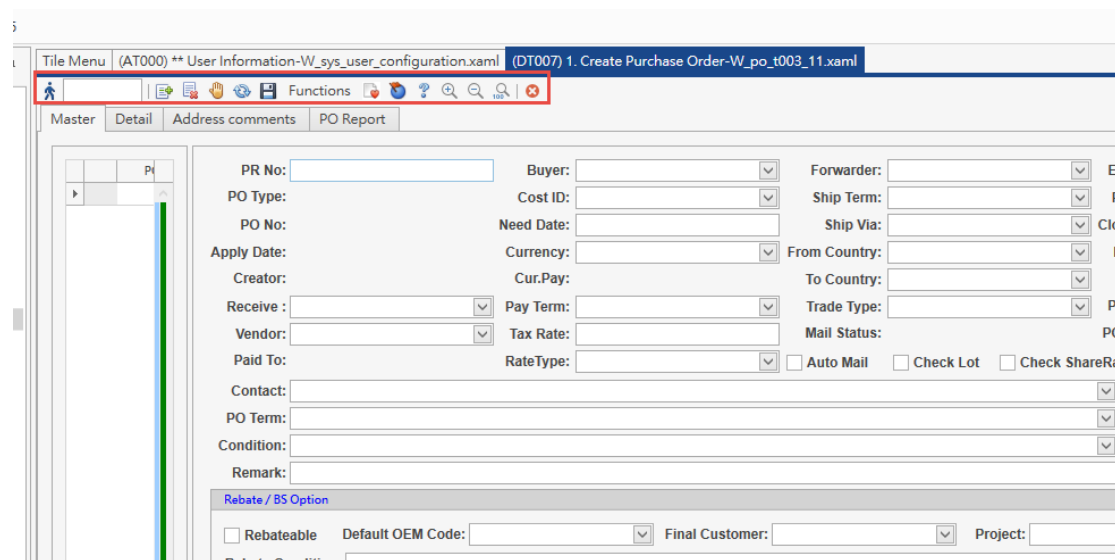 Tile Menu (AT000) ** User Information-W_sys_user_configuration.xaml (DT007) 1. Create Purchase Order-W_po_t003_11.xaml
Functions
Master Detail Address comments PO Report
PR No: Buyer: Forwarder:
PO Type: Cost ID: Ship Term:
PO No: Need Date: Ship Via:
Apply Date: Currency: From Country:
Creator: Cur.Pay: To Country:
Receive : Pay Term: Trade Type:
Vendor: Tax Rate: Mail Status:
Paid To: RateType: Auto Mail Check Lot Check ShareRa
Contact:
PO Term:
Condition:
Remark:
Rebate / BS Option
Rebateable Default OEM Code: Final Customer: Project: